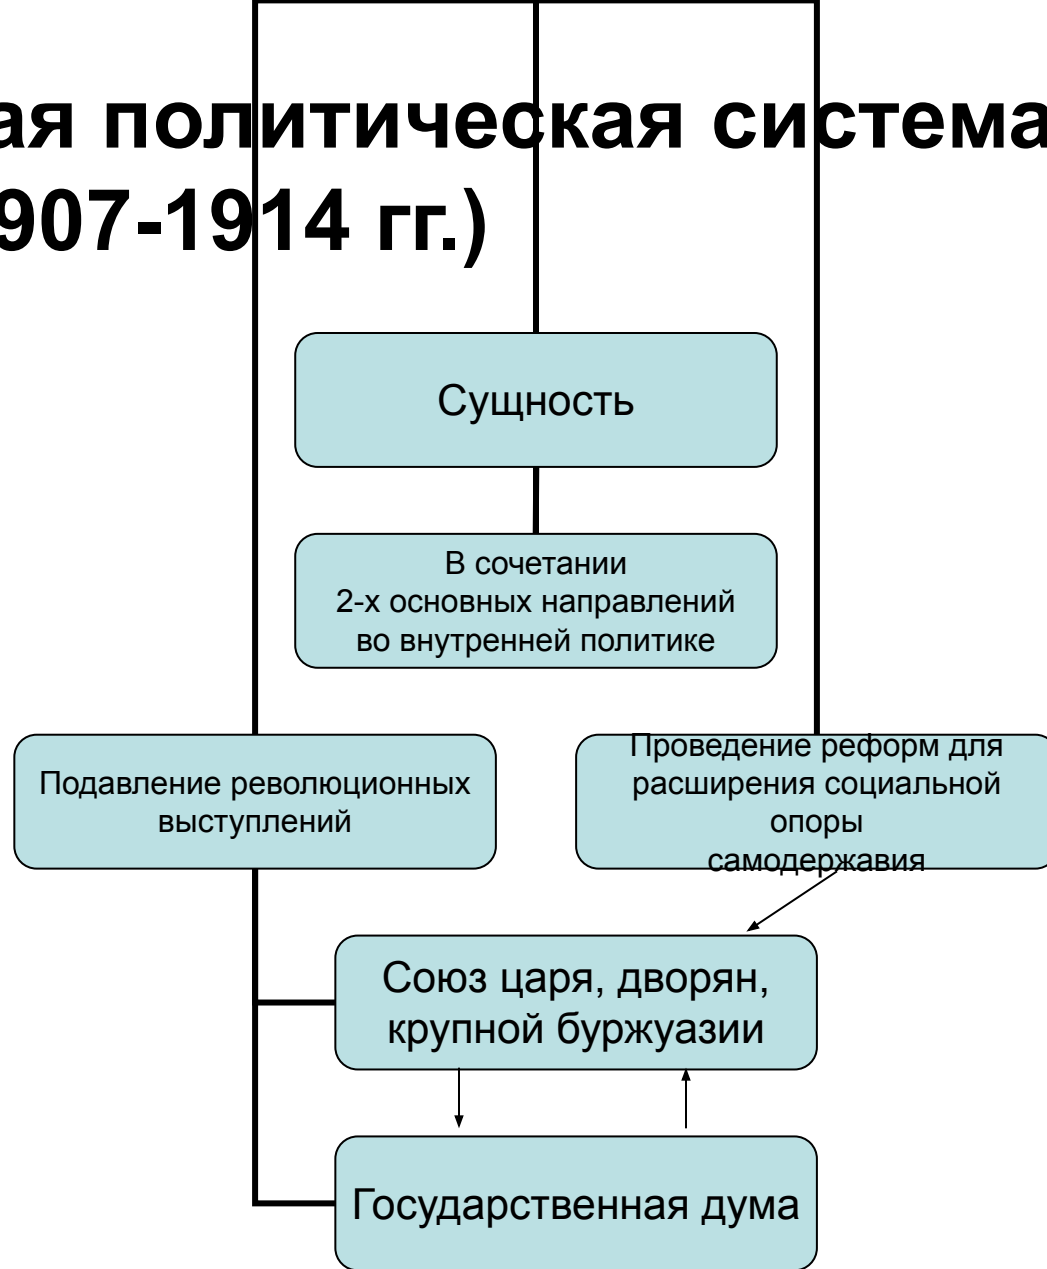 ая политическая система
907-1914 гг.)
Сущность
В сочетании
2-х основных направлений
во внутренней политике
Подавление революционных
выступлений
Проведение реформ для
расширения социальной
опоры
самодержавия
Союз царя, дворян,
крупной буржуазии
Государственная дума